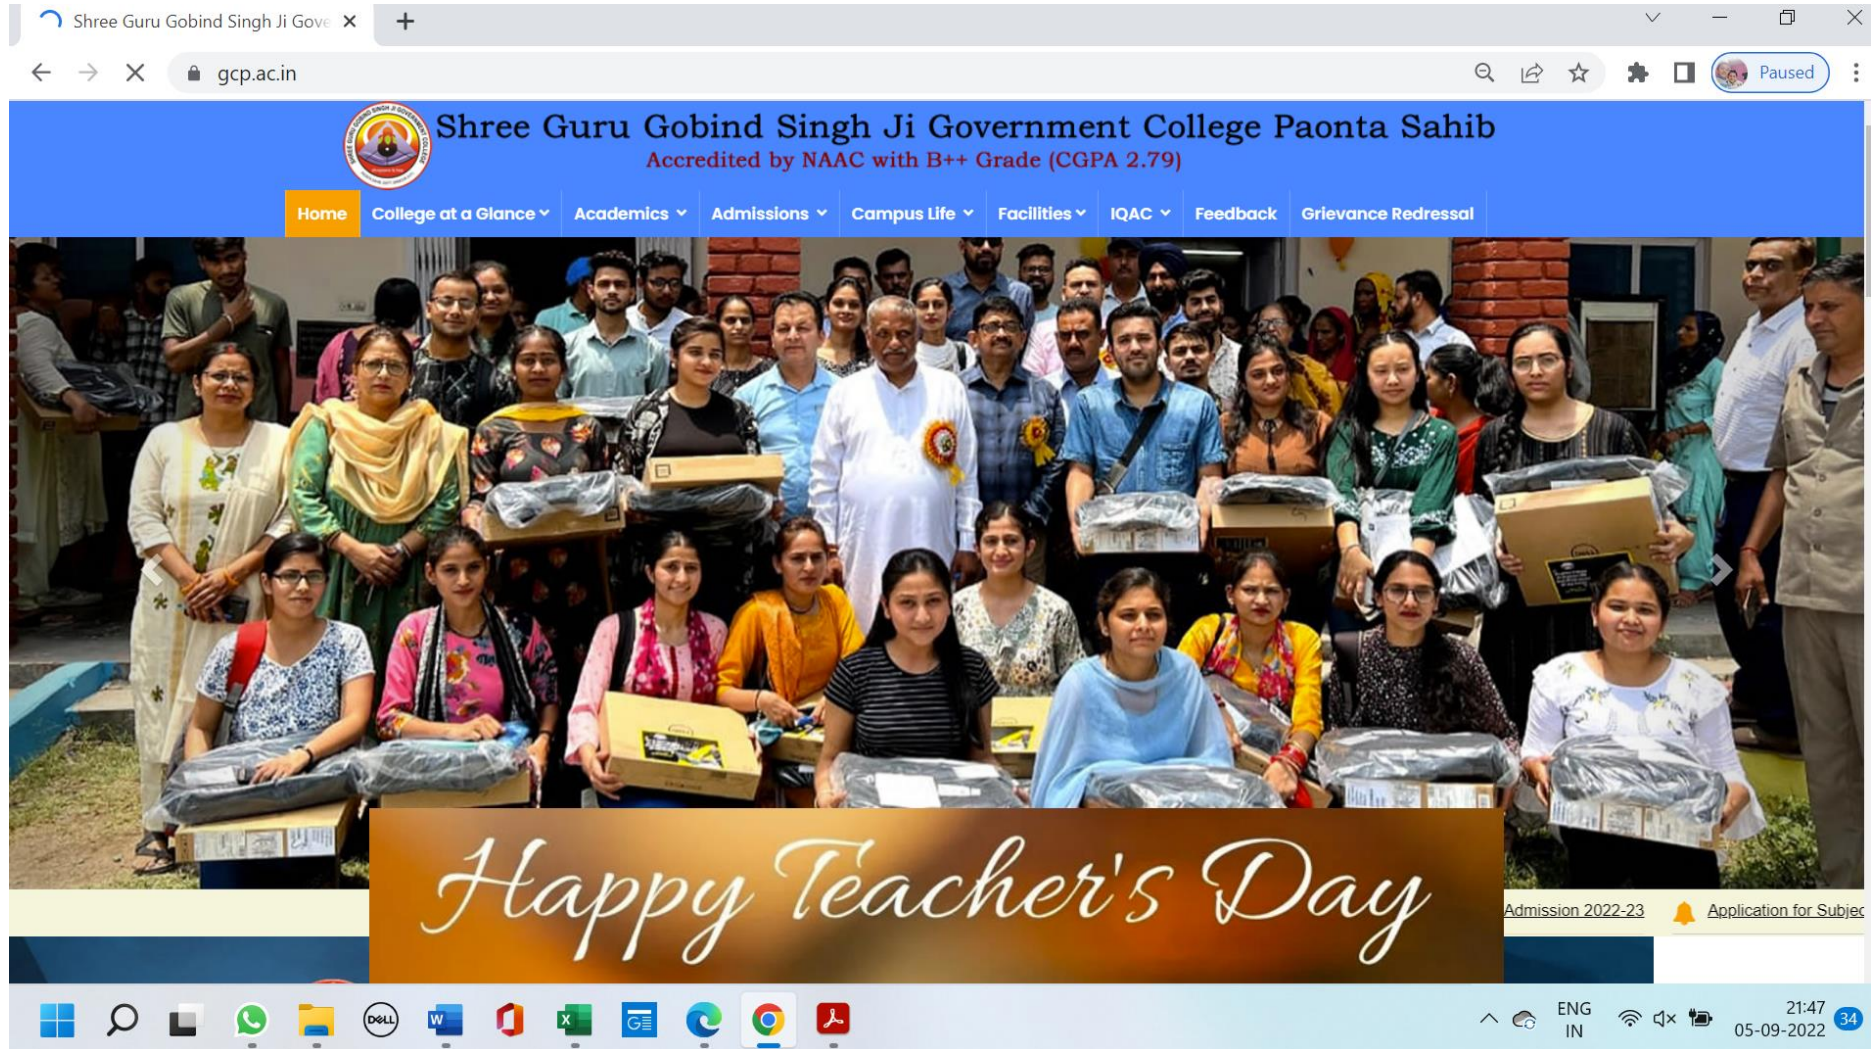 Shree Guru Gobind Singh Ji Gove
gcp.ac.in
Paused
Shree Guru Gobind Singh Ji Government College Paonta Sahib
Accredited by NAAC with B++ Grade (CGPA 2.79)
Home College at a Glance Academics Admissions Campus Life Facilities IQAC Feedback Grievance Redressal
Happy Teacher's Day
Admission 2022-23 Application for Subjec
DELL
ENG
IN
21:47
05-09-2022
34